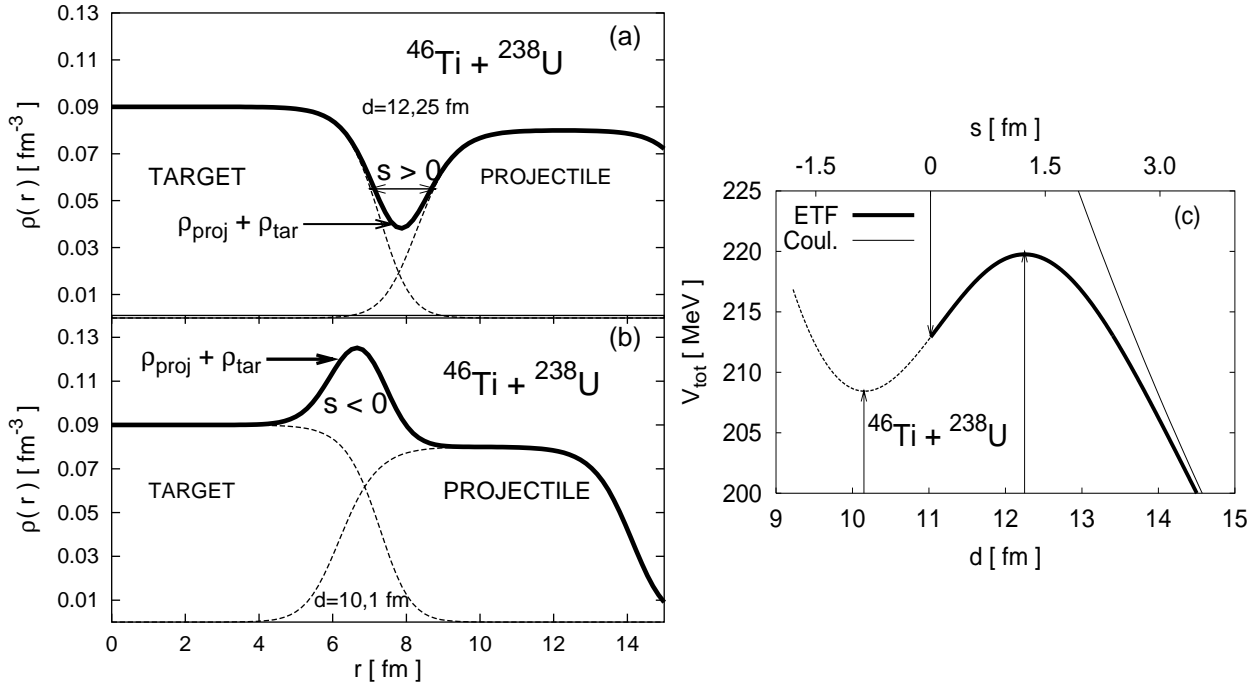 0.13
(a)
⁴⁶Ti + ²³⁸U
0.11
d=12,25 fm
0.09
0.07
s > 0
TARGET
PROJECTILE
0.05
ρproj + ρtar
0.03
0.01
ρ( r ) [ fm⁻³ ]
0.13
(b)
ρproj + ρtar
⁴⁶Ti + ²³⁸U
0.11
s < 0
0.09
0.07
TARGET
PROJECTILE
0.05
0.03
d=10,1 fm
0.01
ρ( r ) [ fm⁻³ ]
0 2 4 6 8 10 12 14
r [ fm ]
s [ fm ]
-1.5 0 1.5 3.0
225
ETF
(c)
Coul.
220
215
210
⁴⁶Ti + ²³⁸U
205
200
Vtot [ MeV ]
9 10 11 12 13 14 15
d [ fm ]